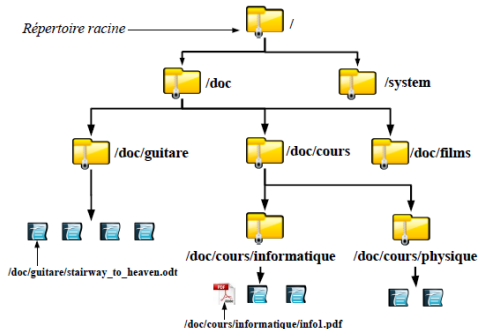 Répertoire racine
/
/doc
/system
/doc/guitare
/doc/cours
/doc/films
/doc/cours/informatique
/doc/cours/physique
/doc/guitare/stairway_to_heaven.odt
PDF
/doc/cours/informatique/info1.pdf